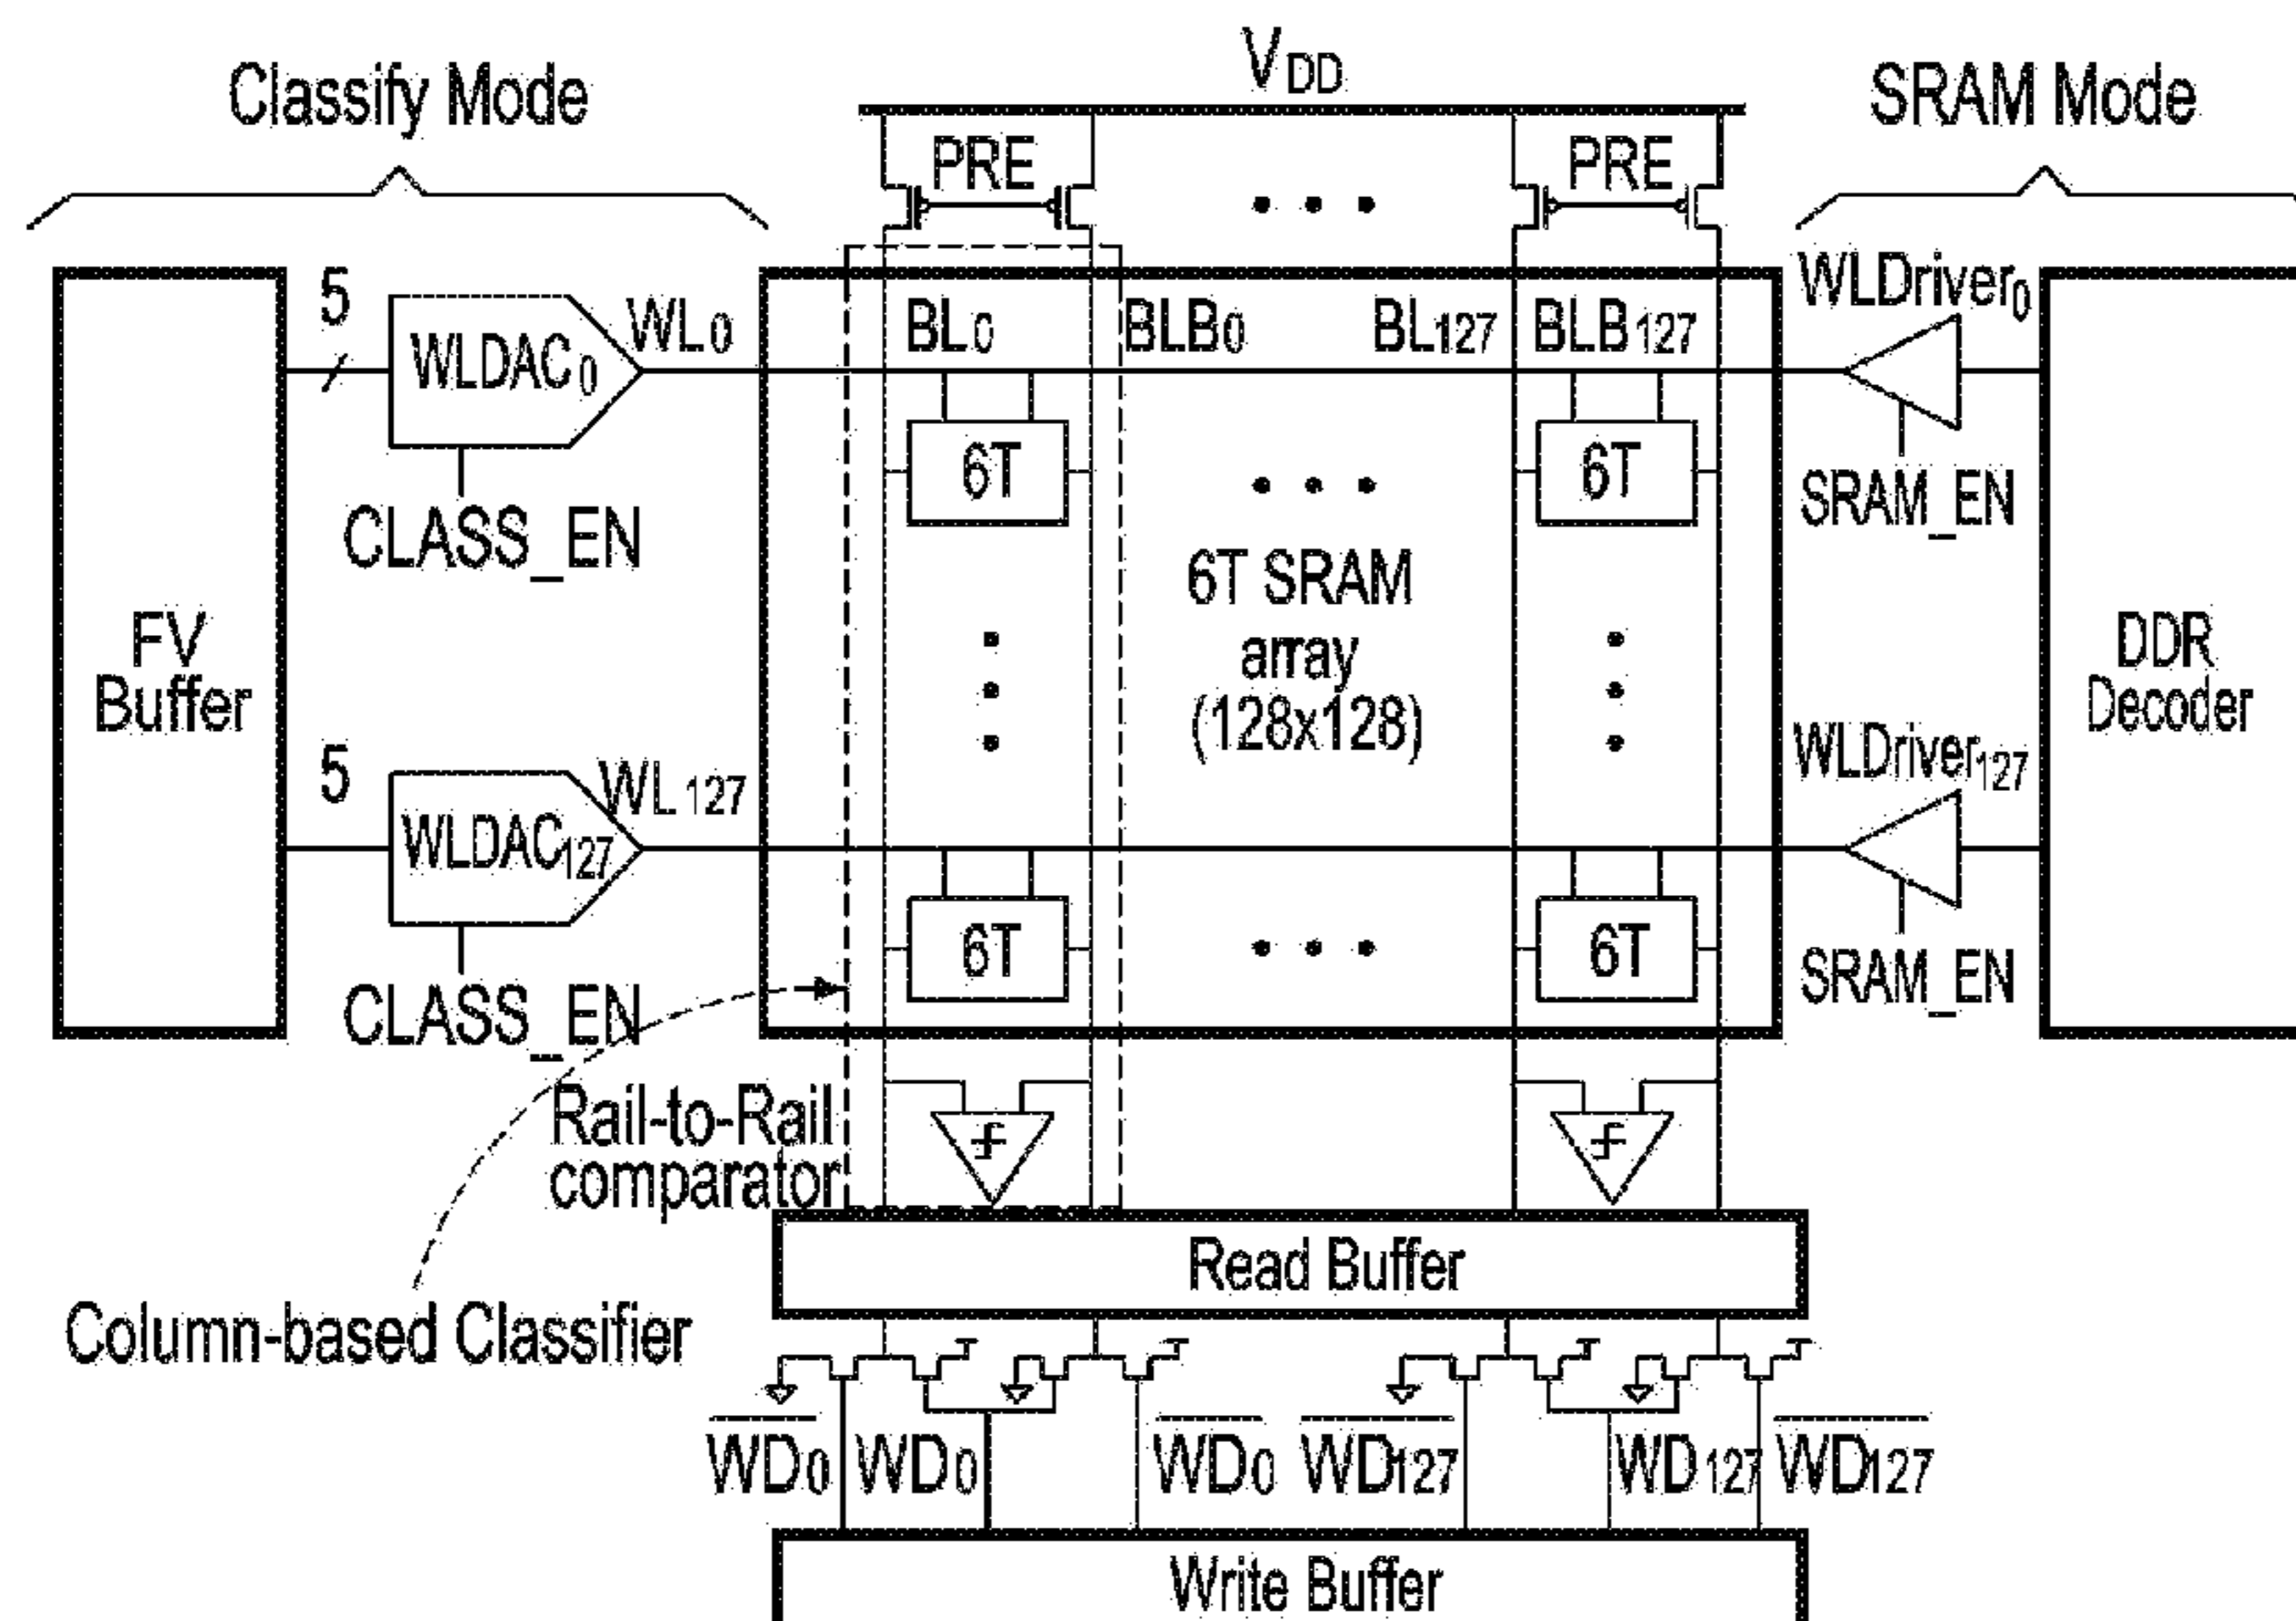 Classify Mode
VDD
SRAM Mode
PRE
PRE
5
WLDAC0
WL0
BL0
BLB0
BL127
BLB127
WLDriver0
6T
6T
CLASS_EN
SRAM_EN
6T SRAM
array
(128x128)
FV
Buffer
DDR
Decoder
5
WLDAC127
WL127
WLDriver127
6T
6T
CLASS_EN
SRAM_EN
Rail-to-Rail
comparator
Read Buffer
Column-based Classifier
WD0
WD0
WD0
WD127
WD127
WD127
Write Buffer